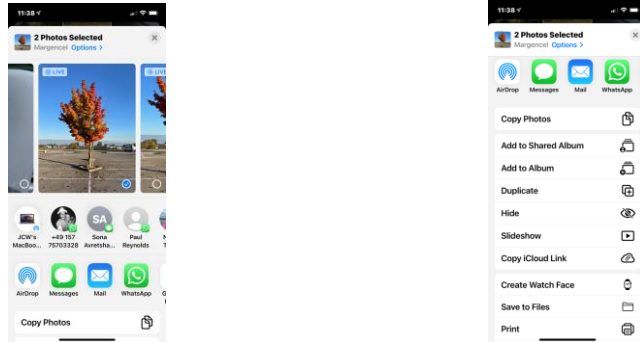 11:38
2 Photos Selected
Margencel Options >
LIVE
JCW's MacBoo...
+49 157 75703328
SA
Sona Avretsha...
Paul Reynolds
AirDrop
Messages
Mail
WhatsApp
Copy Photos
11:38
2 Photos Selected
Margencel Options >
AirDrop
Messages
Mail
WhatsApp
Copy Photos
Add to Shared Album
Add to Album
Duplicate
Hide
Slideshow
Copy iCloud Link
Create Watch Face
Save to Files
Print